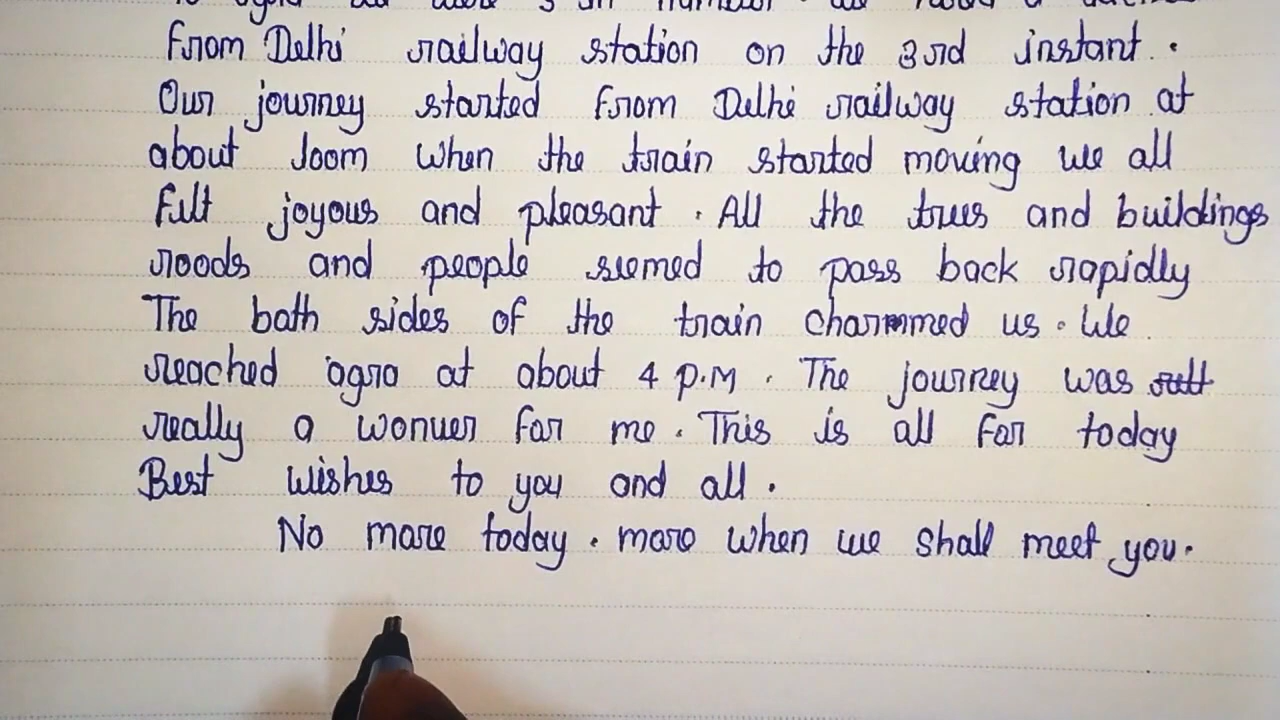 from Delhi railway station on the 3rd instant.
Our journey started from Delhi railway station at
about when the train started moving we all
felt joyous and pleasant. All the trees and buildings
roods and people seemed to pass back rapidly
The both sides of the train charmmed us. We
reached agra at about 4 p.M. The journey was
really a wonuer for me. This is all for today
Best wishes to you and all.
No more today. more when we shall meet you.